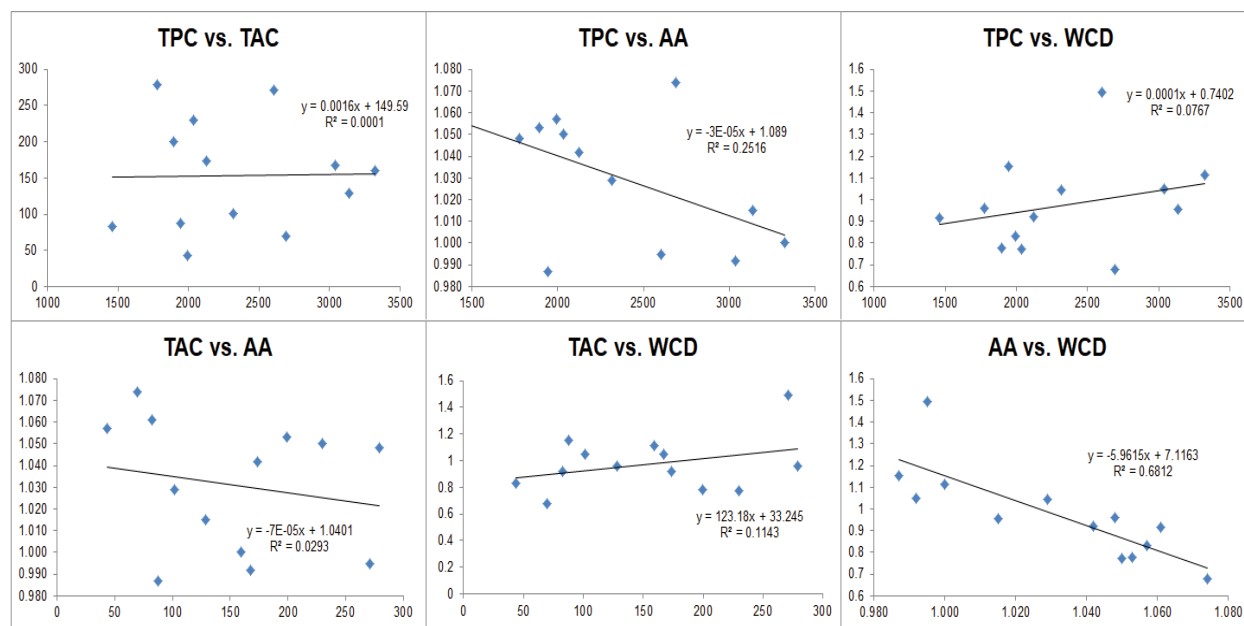 TPC vs. TAC
300
250
200
150
100
50
0
1000 1500 2000 2500 3000 3500
y = 0.0016x + 149.59
R² = 0.0001
TPC vs. AA
1.080
1.070
1.060
1.050
1.040
1.030
1.020
1.010
1.000
0.990
0.980
1500 2000 2500 3000 3500
y = -3E-05x + 1.089
R² = 0.2516
TPC vs. WCD
1.6
1.5
1.4
1.3
1.2
1.1
1
0.9
0.8
0.7
0.6
1000 1500 2000 2500 3000 3500
y = 0.0001x + 0.7402
R² = 0.0767
TAC vs. AA
1.080
1.070
1.060
1.050
1.040
1.030
1.020
1.010
1.000
0.990
0.980
0 50 100 150 200 250 300
y = -7E-05x + 1.0401
R² = 0.0293
TAC vs. WCD
1.6
1.4
1.2
1
0.8
0.6
0.4
0.2
0
0 50 100 150 200 250 300
y = 123.18x + 33.245
R² = 0.1143
AA vs. WCD
1.6
1.5
1.4
1.3
1.2
1.1
1
0.9
0.8
0.7
0.6
0.980 1.000 1.020 1.040 1.060 1.080
y = -5.9615x + 7.1163
R² = 0.6812